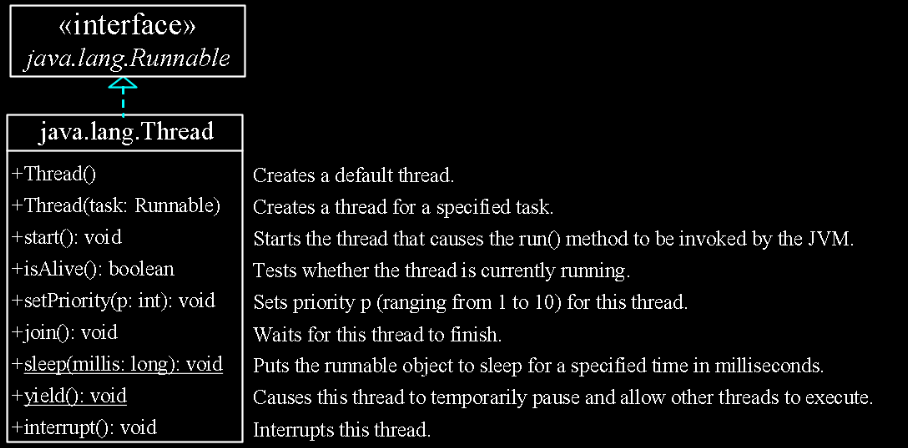 «interface»
java.lang.Runnable
java.lang.Thread
+Thread() Creates a default thread.
+Thread(task: Runnable) Creates a thread for a specified task.
+start(): void Starts the thread that causes the run() method to be invoked by the JVM.
+isAlive(): boolean Tests whether the thread is currently running.
+setPriority(p: int): void Sets priority p (ranging from 1 to 10) for this thread.
+join(): void Waits for this thread to finish.
+sleep(millis: long): void Puts the runnable object to sleep for a specified time in milliseconds.
+yield(): void Causes this thread to temporarily pause and allow other threads to execute.
+interrupt(): void Interrupts this thread.